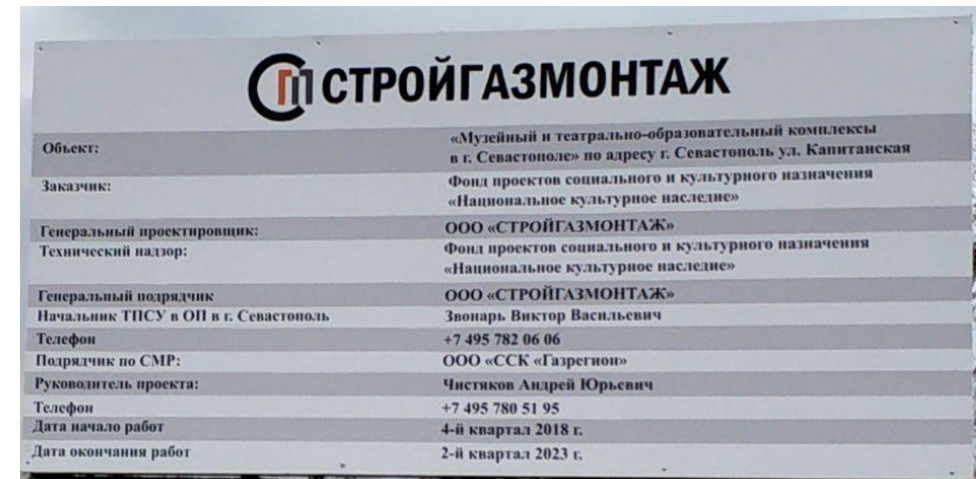 СТРОЙГАЗМОНТАЖ
Объект: «Музейный и театрально-образовательный комплексы
в г. Севастополе» по адресу г. Севастополь ул. Капитанская
Заказчик: Фонд проектов социального и культурного назначения
«Национальное культурное наследие»
Генеральный проектировщик: ООО «СТРОЙГАЗМОНТАЖ»
Технический надзор: Фонд проектов социального и культурного назначения
«Национальное культурное наследие»
Генеральный подрядчик ООО «СТРОЙГАЗМОНТАЖ»
Начальник ТПСУ в ОП в г. Севастополь Звонарь Виктор Васильевич
Телефон +7 495 782 06 06
Подрядчик по СМР: ООО «ССК «Газрегион»
Руководитель проекта: Чистяков Андрей Юрьевич
Телефон +7 495 780 51 95
Дата начало работ 4-й квартал 2018 г.
Дата окончания работ 2-й квартал 2023 г.